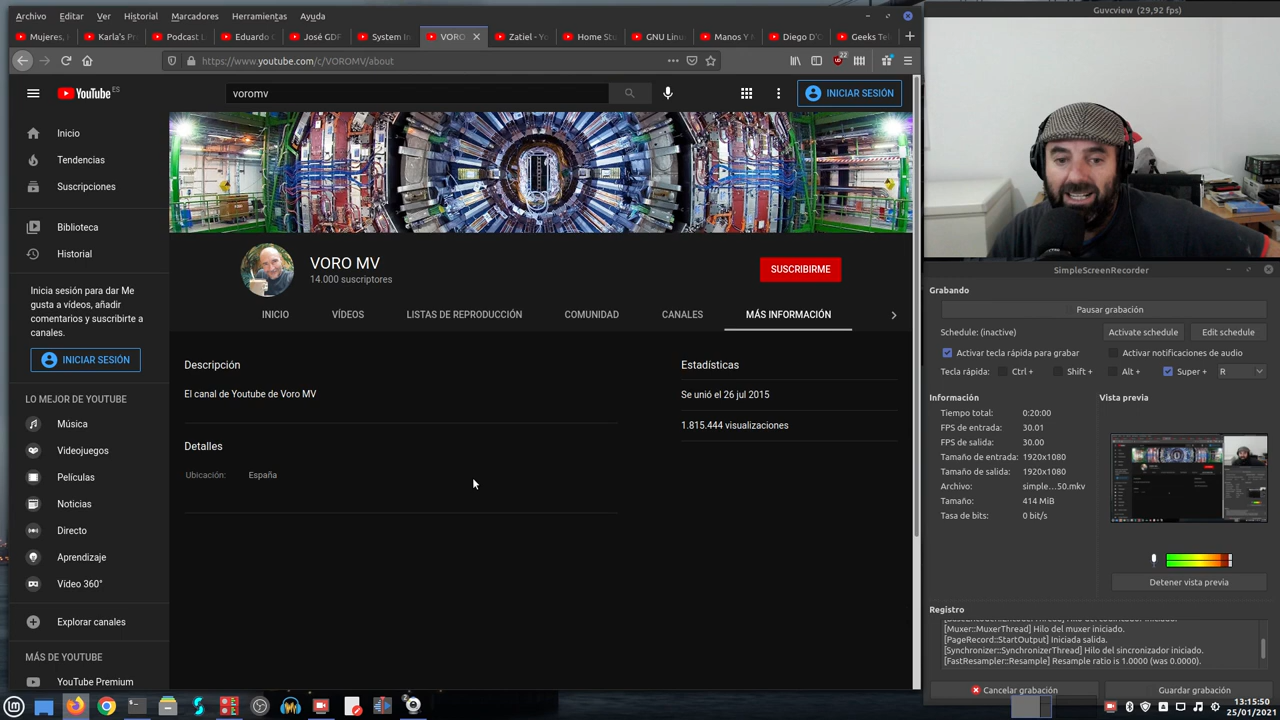 Archivo Editar Ver Historial Marcadores Herramientas Ayuda
Mujeres, Karla's Pr Podcast L Eduardo José GDF System In VORO Zatiel - Yo Home Stu GNU Linu Manos Y M Diego D'G Geeks Tel
https://www.youtube.com/c/VOROMV/about
22
YouTube ES
voromv
INICIAR SESIÓN
Inicio
Tendencias
Suscripciones
Biblioteca
Historial
Inicia sesión para dar Me
gusta a vídeos, añadir
comentarios y suscribirte a
canales.
INICIAR SESIÓN
LO MEJOR DE YOUTUBE
Música
Videojuegos
Películas
Noticias
Directo
Aprendizaje
Vídeo 360°
Explorar canales
MÁS DE YOUTUBE
YouTube Premium
VORO MV
14.000 suscriptores
SUSCRIBIRME
INICIO VÍDEOS LISTAS DE REPRODUCCIÓN COMUNIDAD CANALES MÁS INFORMACIÓN
Descripción
El canal de Youtube de Voro MV
Detalles
Ubicación: España
Estadísticas
Se unió el 26 jul 2015
1.815.444 visualizaciones
Guvcview (29,92 fps)
SimpleScreenRecorder
Grabando
Pausar grabación
Schedule: (inactive) Activate schedule Edit schedule
Activar tecla rápida para grabar Activar notificaciones de audio
Tecla rápida: Ctrl + Shift + Alt + Super + R
Información
Tiempo total: 0:20:00
FPS de entrada: 30.01
FPS de salida: 30.00
Tamaño de entrada: 1920x1080
Tamaño de salida: 1920x1080
Archivo: simple...50.mkv
Tamaño: 414 MiB
Tasa de bits: 0 bit/s
Vista previa
Detener vista previa
Registro
[Muxer::MuxerThread] Hilo del muxer iniciado.
[PageRecord::StartOutput] Iniciada salida.
[Synchronizer::SynchronizerThread] Hilo del sincronizador iniciado.
[FastResampler::Resample] Resample ratio is 1.0000 (was 0.0000).
Cancelar grabación Guardar grabación
13:15:50
25/01/2021